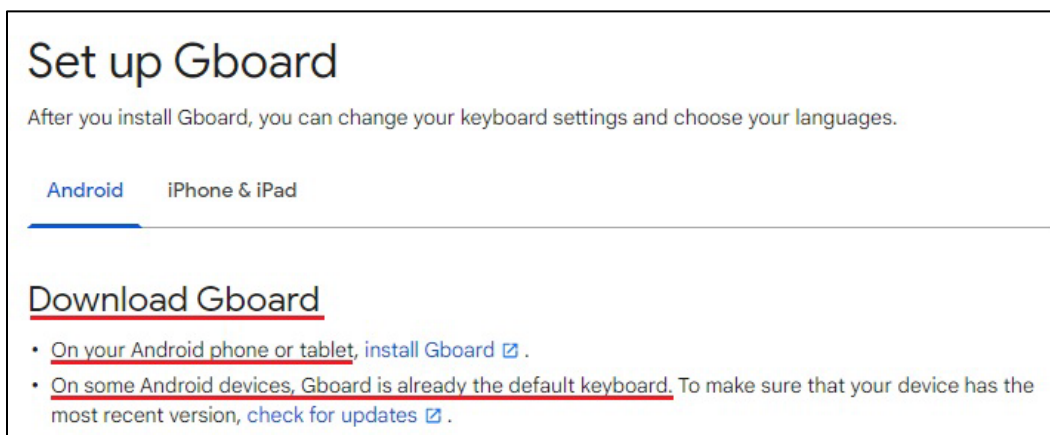 Set up Gboard
After you install Gboard, you can change your keyboard settings and choose your languages.
Android iPhone & iPad
Download Gboard
• On your Android phone or tablet, install Gboard.
• On some Android devices, Gboard is already the default keyboard. To make sure that your device has the
most recent version, check for updates.